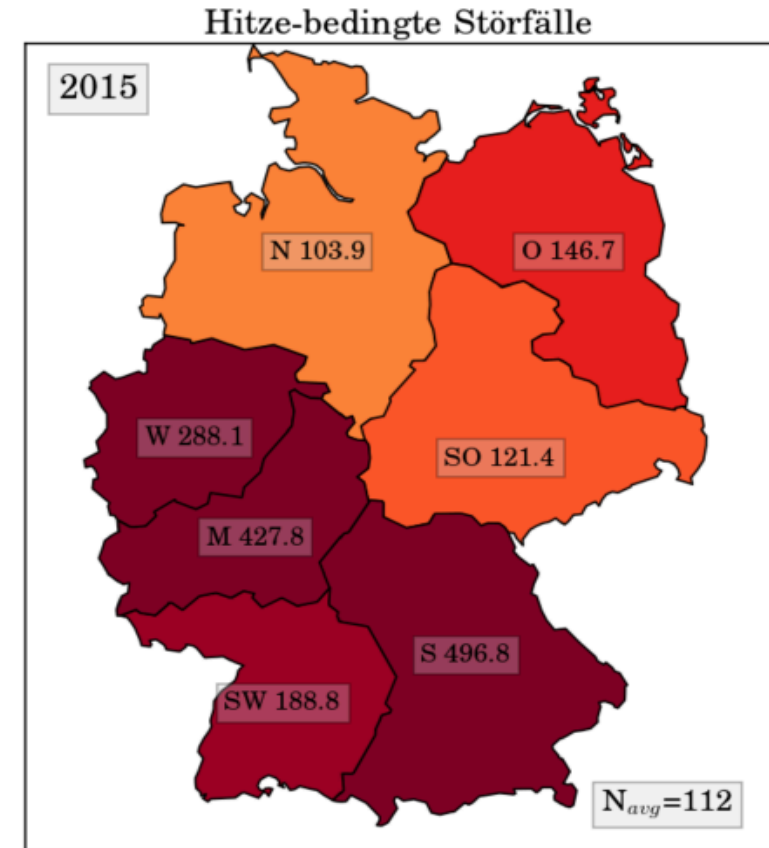 Hitze-bedingte Störfälle
2015
N 103.9
O 146.7
W 288.1
SO 121.4
M 427.8
S 496.8
SW 188.8
Navg=112